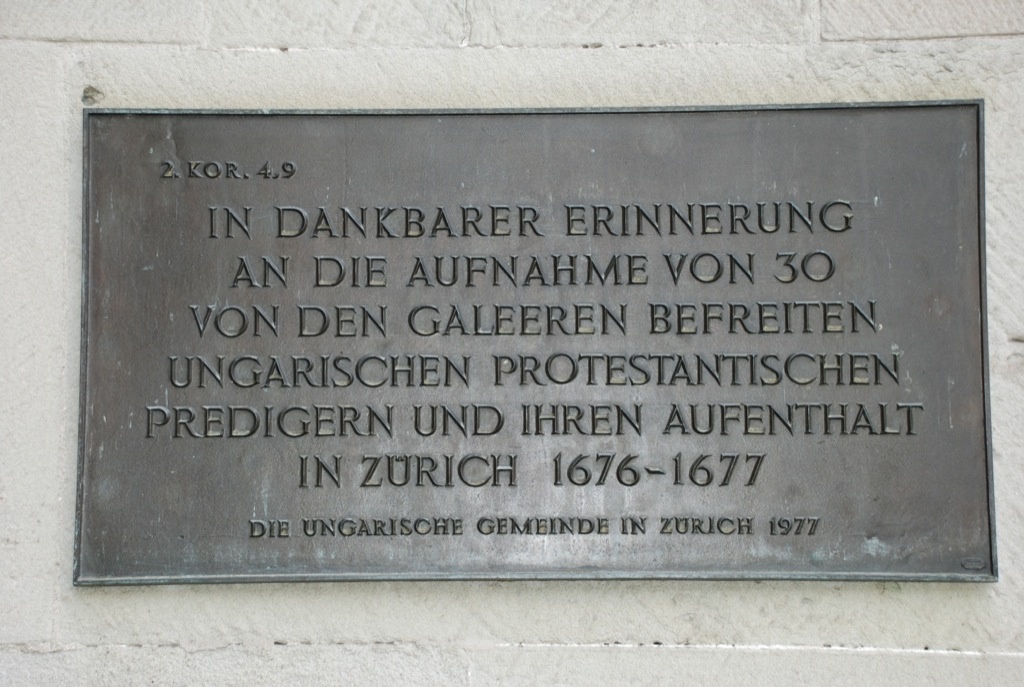 2. KOR. 4.9
IN DANKBARER ERINNERUNG
AN DIE AUFNAHME VON 30
VON DEN GALEEREN BEFREITEN
UNGARISCHEN PROTESTANTISCHEN
PREDIGERN UND IHREN AUFENTHALT
IN ZÜRICH 1676-1677
DIE UNGARISCHE GEMEINDE IN ZÜRICH 1977